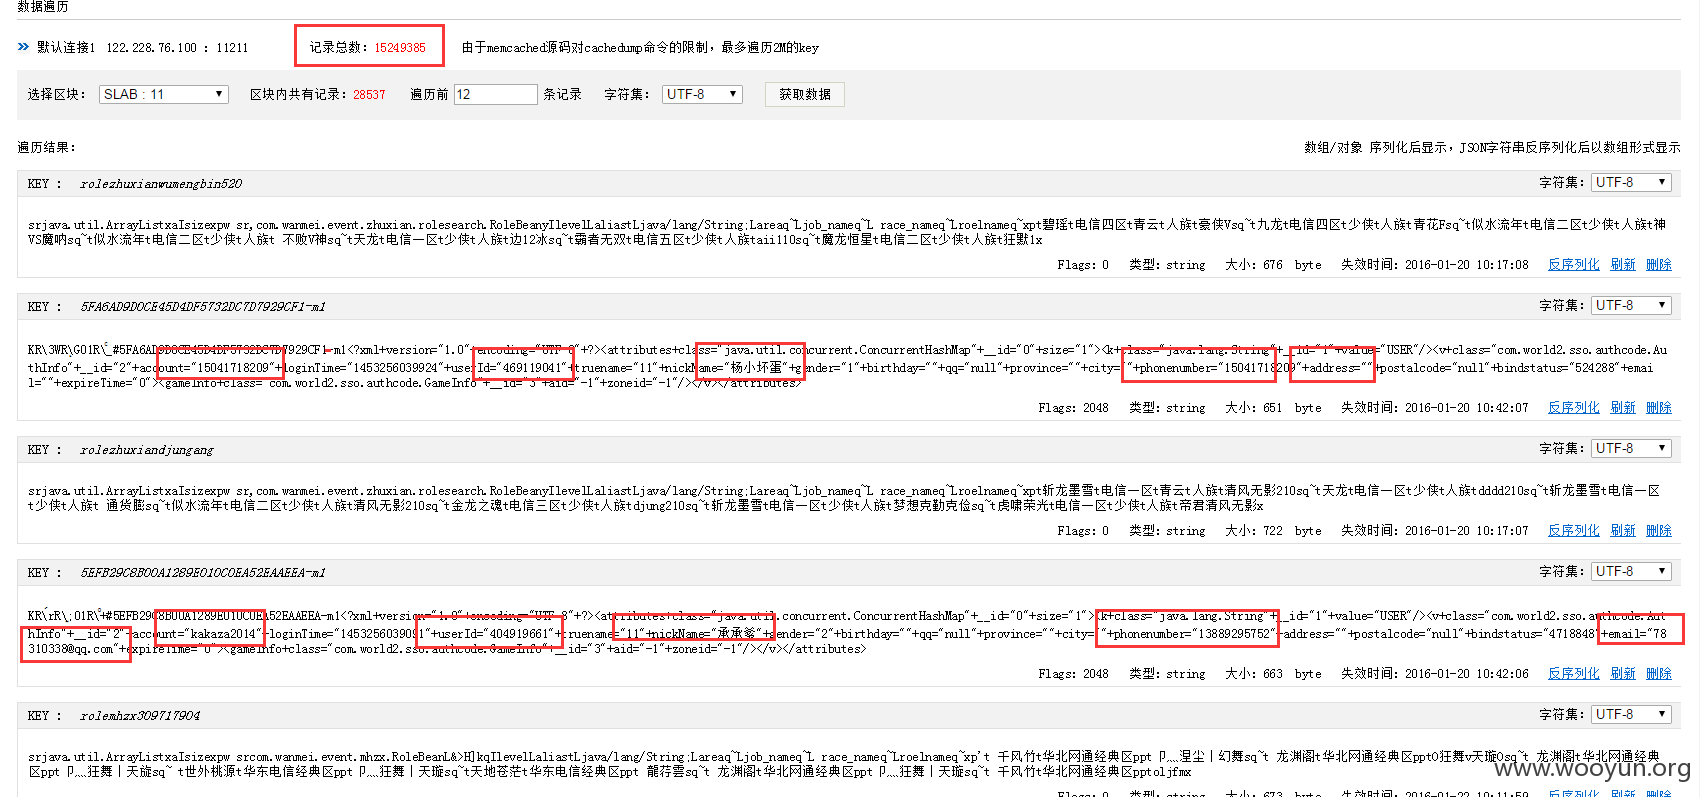 数据遍历
默认连接1 122.228.76.100 : 11211 记录总数：15249385 由于memcached源码对cachedump命令的限制，最多遍历2M的key
选择区块： SLAB : 11 区块内共有记录：28537 遍历前 12 条记录 字符集： UTF-8 获取数据
遍历结果： 数组/对象 序列化后显示，JSON字符串反序列化后以数组形式显示
KEY : rolezhuxianwumengbin520 字符集： UTF-8
srjava.util.ArrayListxaIsizexpw sr,com.wanmei.event.zhuxian.rolesearch.RoleBeanyIlevelLaliastLjava/lang/String;Lareaq~Ljob_nameq~L race_nameq~Lroelnameq~xpt碧瑶t电信四区t青云t人族t豪侠Vsq~t九龙t电信四区t少侠t人族t青花Fsq~t似水流年t电信二区t少侠t人族t神
VS魔呐sq~t似水流年t电信二区t少侠t人族t 不败V神sq~t天龙t电信一区t少侠t人族t边12冰sq~t霸者无双t电信五区t少侠t人族taii110sq~t魔龙恒星t电信二区t少侠t人族t狂默1x
Flags: 0 类型: string 大小: 676 byte 失效时间: 2016-01-20 10:17:08 反序列化 刷新 删除
KEY : 5FA6AD9D0CE45D4DF5732DC7D7929CF1-m1 字符集： UTF-8
KR\3WR\G01R\_#5FA6AD9D0CE45D4DF5732DC7D7929CF1-m1<?xml+version="1.0"+encoding="UTF-8"+?><attributes+class="java.util.concurrent.ConcurrentHashMap"+__id="0"+size="1"><k+class="java.lang.String"+__id="1"+value="USER"/><v+class="com.world2.sso.authcode.Au
thInfo"+__id="2"+account="15041718209"+loginTime="1453256039924"+userId="469119041"+truename="11"+nickName="杨小坏蛋"+gender="1"+birthday=""+qq="null"+province=""+city=""+phonenumber="15041718209"+address=""+postalcode="null"+bindstatus="524288"+emai
l=""+expireTime="0"><gameInfo+class="com.world2.sso.authcode.GameInfo"+__id="3"+aid="-1"+zoneid="-1"/></v></attributes>
Flags: 2048 类型: string 大小: 651 byte 失效时间: 2016-01-20 10:42:07 反序列化 刷新 删除
KEY : rolezhuxiandjungang 字符集： UTF-8
srjava.util.ArrayListxaIsizexpw sr,com.wanmei.event.zhuxian.rolesearch.RoleBeanyIlevelLaliastLjava/lang/String;Lareaq~Ljob_nameq~L race_nameq~Lroelnameq~xpt斩龙墨雪t电信一区t青云t人族t清风无影210sq~t天龙t电信一区t少侠t人族tdddd210sq~t斩龙墨雪t电信一区
t少侠t人族t 通货膨sq~t似水流年t电信二区t少侠t人族t清风无影210sq~t金龙之魂t电信三区t少侠t人族tdjung210sq~t斩龙墨雪t电信一区t少侠t人族t梦想克勤克俭sq~t虎啸荣光t电信一区t少侠t人族t帝君清风无影x
Flags: 0 类型: string 大小: 722 byte 失效时间: 2016-01-20 10:17:07 反序列化 刷新 删除
KEY : 5EFB29C8B00A1289E010C0EA52EAAEEA-m1 字符集： UTF-8
KR\rR\;01R\+#5EFB29C8B00A1289E010C0EA52EAAEEA-m1<?xml+version="1.0"+encoding="UTF-8"+?><attributes+class="java.util.concurrent.ConcurrentHashMap"+__id="0"+size="1"><k+class="java.lang.String"+__id="1"+value="USER"/><v+class="com.world2.sso.authcode.Aut
hInfo"+__id="2"+account="kakaza2014"+loginTime="1453256039091"+userId="404919661"+truename="11"+nickName="承承爸"+gender="2"+birthday=""+qq="null"+province=""+city=""+phonenumber="13889295752"+address=""+postalcode="null"+bindstatus="4718848"+email="78
310338@qq.com"+expireTime="0"><gameInfo+class="com.world2.sso.authcode.GameInfo"+__id="3"+aid="-1"+zoneid="-1"/></v></attributes>
Flags: 2048 类型: string 大小: 663 byte 失效时间: 2016-01-20 10:42:06 反序列化 刷新 删除
KEY : rolemhzx309717904 字符集： UTF-8
srjava.util.ArrayListxaIsizexpw srcom.wanmei.event.mhzx.RoleBeanL&>H]kqIlevelLaliastLjava/lang/String;Lareaq~Ljob_nameq~L race_nameq~Lroelnameq~xp't 千风竹t华北网通经典区ppt 卩灬涅尘丨幻舞sq~t 龙渊阁t华北网通经典区ppt0狂舞v天璇0sq~t 龙渊阁t华北网通经典
区ppt 卩灬狂舞丨天旋sq~ t世外桃源t华东电信经典区ppt 卩灬狂舞丨天璇sq~t天地苍茫t华东电信经典区ppt 龍荇雲sq~t 龙渊阁t华北网通经典区ppt 卩灬狂舞丨天璇sq~t 千风竹t华北网通经典区pptoljfmx
Flags: 0 类型: string 大小: 673 byte 失效时间: 2016-01-22 10:11:59 反序列化 刷新 删除
www.wooyun.org